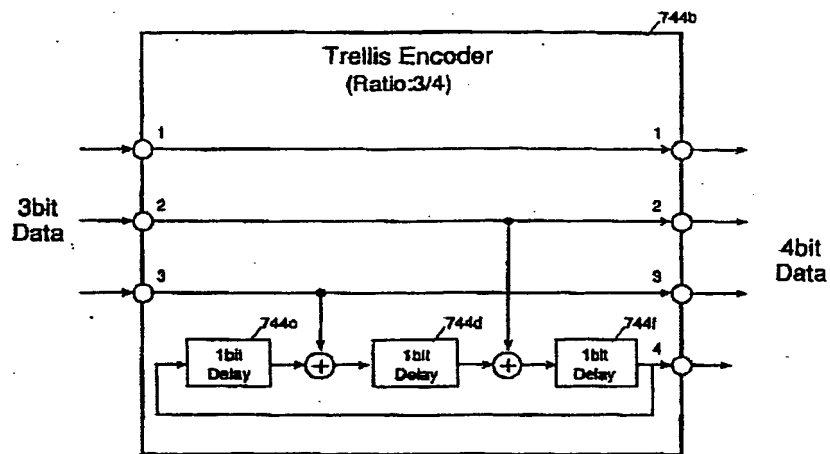 744b
Trellis Encoder
(Ratio:3/4)
1 1
3bit
Data
2 2
3 3
4bit
Data
744c 744d 744f
1bit
Delay
1bit
Delay
1bit
Delay
4